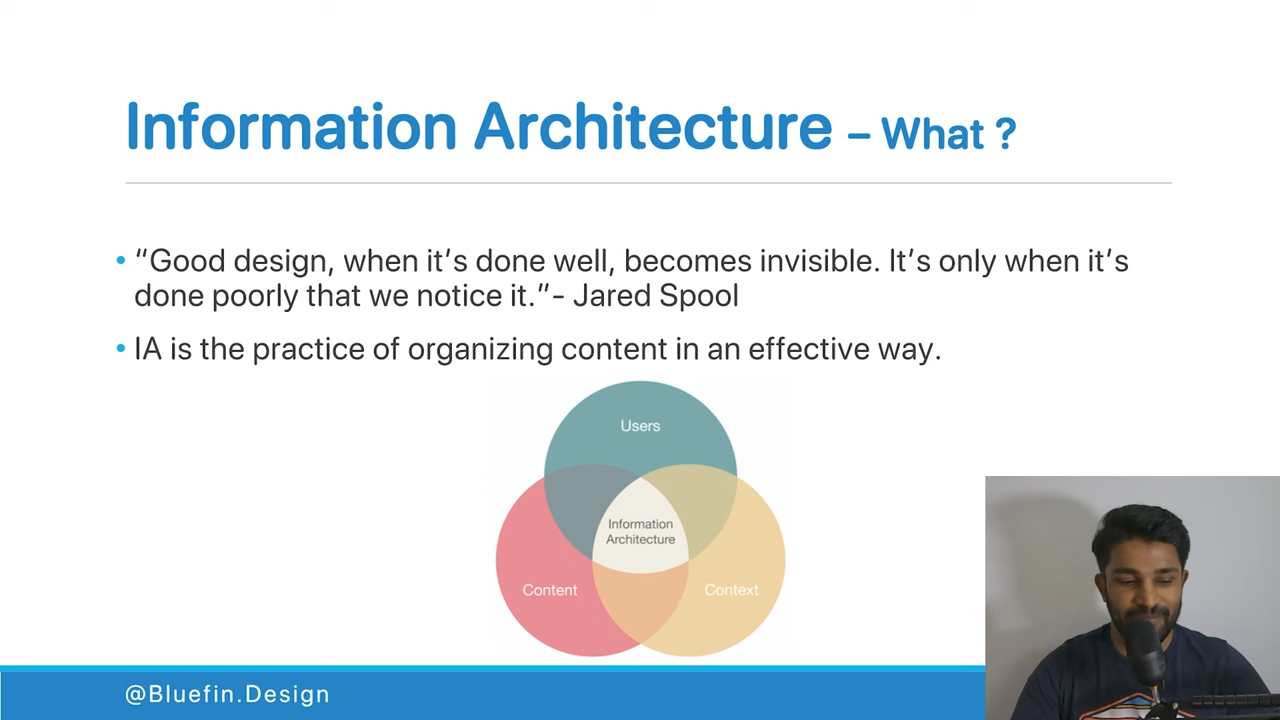 Information Architecture – What ?
• “Good design, when it’s done well, becomes invisible. It’s only when it’s
done poorly that we notice it.”- Jared Spool
• IA is the practice of organizing content in an effective way.
Users
Information
Architecture
Content
Context
@Bluefin.Design